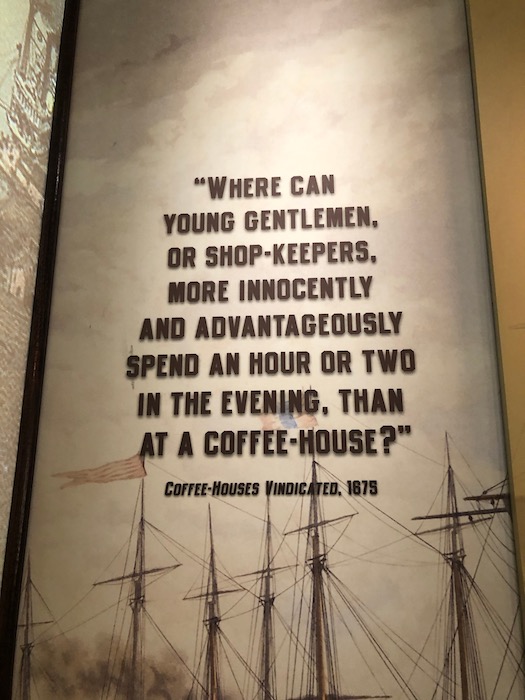 “WHERE CAN
YOUNG GENTLEMEN,
OR SHOP-KEEPERS,
MORE INNOCENTLY
AND ADVANTAGEOUSLY
SPEND AN HOUR OR TWO
IN THE EVENING, THAN
AT A COFFEE-HOUSE?”
COFFEE-HOUSES VINDICATED, 1675